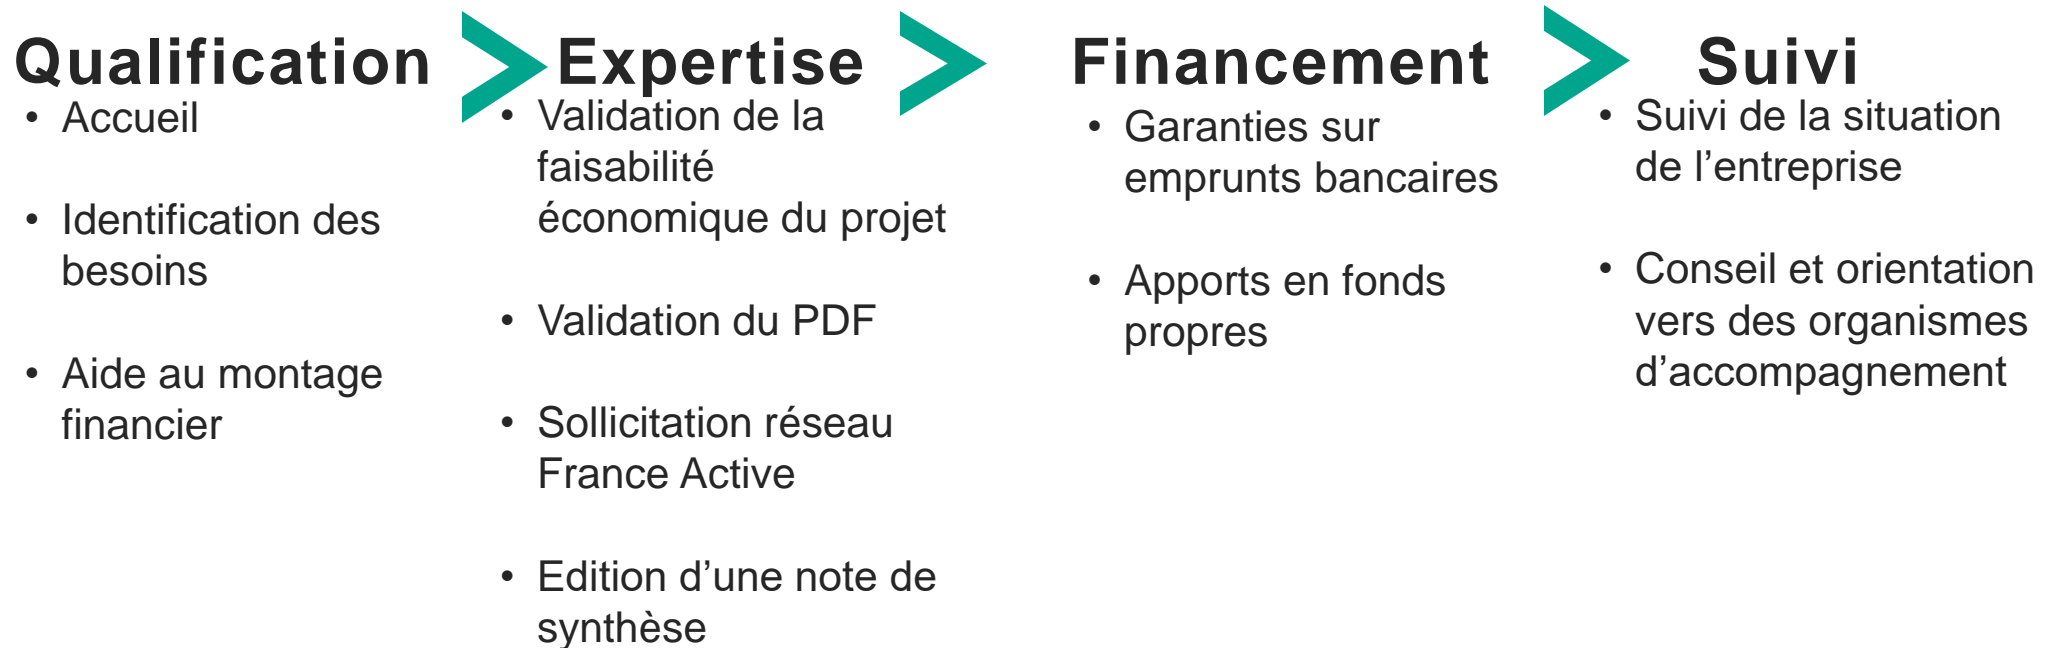 Qualification
• Accueil
• Identification des
besoins
• Aide au montage
financier
Expertise
• Validation de la
faisabilité
économique du projet
• Validation du PDF
• Sollicitation réseau
France Active
• Edition d’une note de
synthèse
Financement
• Garanties sur
emprunts bancaires
• Apports en fonds
propres
Suivi
• Suivi de la situation
de l’entreprise
• Conseil et orientation
vers des organismes
d’accompagnement